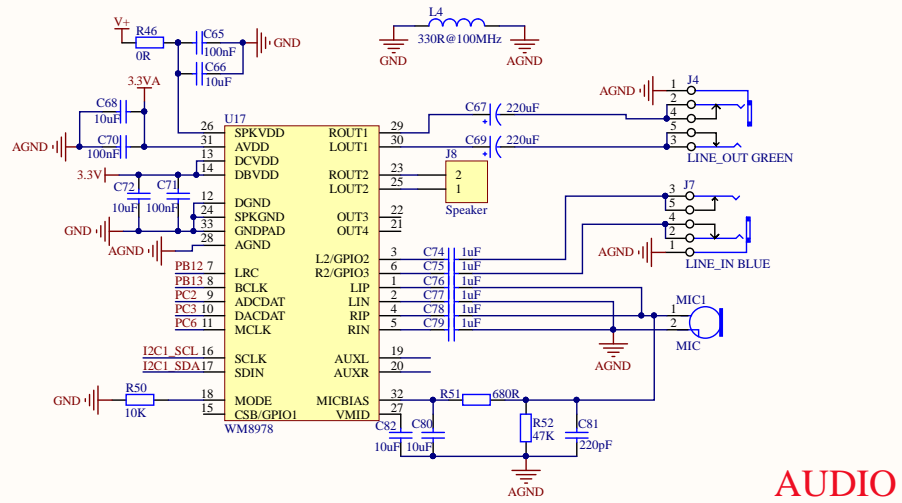 V+
R46
0R
C65
100nF
GND
C66
10uF
L4
330R@100MHz
GND
AGND
3.3VA
C68
10uF
AGND
C70
100nF
C67
220uF
C69
220uF
AGND
J4
1
2
4
5
3
LINE_OUT GREEN
U17
26 SPKVDD ROUT1 29
31 AVDD LOUT1 30
13 DCVDD ROUT2 23
14 DBVDD LOUT2 25
12 DGND
24 SPKGND OUT3 22
33 GNDPAD OUT4 21
28 AGND
L2/GPIO2 3
PB12 7 LRC R2/GPIO3 6
PB13 8 BCLK LIP 1
PC2 9 ADCDAT LIN 2
PC3 10 DACDAT RIP 4
PC6 11 MCLK RIN 5
I2C1_SCL 16 SCLK AUXL 19
I2C1_SDA 17 SDIN AUXR 20
18 MODE MICBIAS 32
15 CSB/GPIO1 VMID 27
WM8978
3.3V
C72
10uF
C71
100nF
GND
AGND
J8
2
1
Speaker
J7
3
5
4
2
1
AGND
LINE_IN BLUE
C74 1uF
C75 1uF
C76 1uF
C77 1uF
C78 1uF
C79 1uF
MIC1
1
2
MIC
AGND
GND
R50
10K
R51 680R
C82
10uF
C80
10uF
R52
47K
C81
220pF
AGND
AUDIO